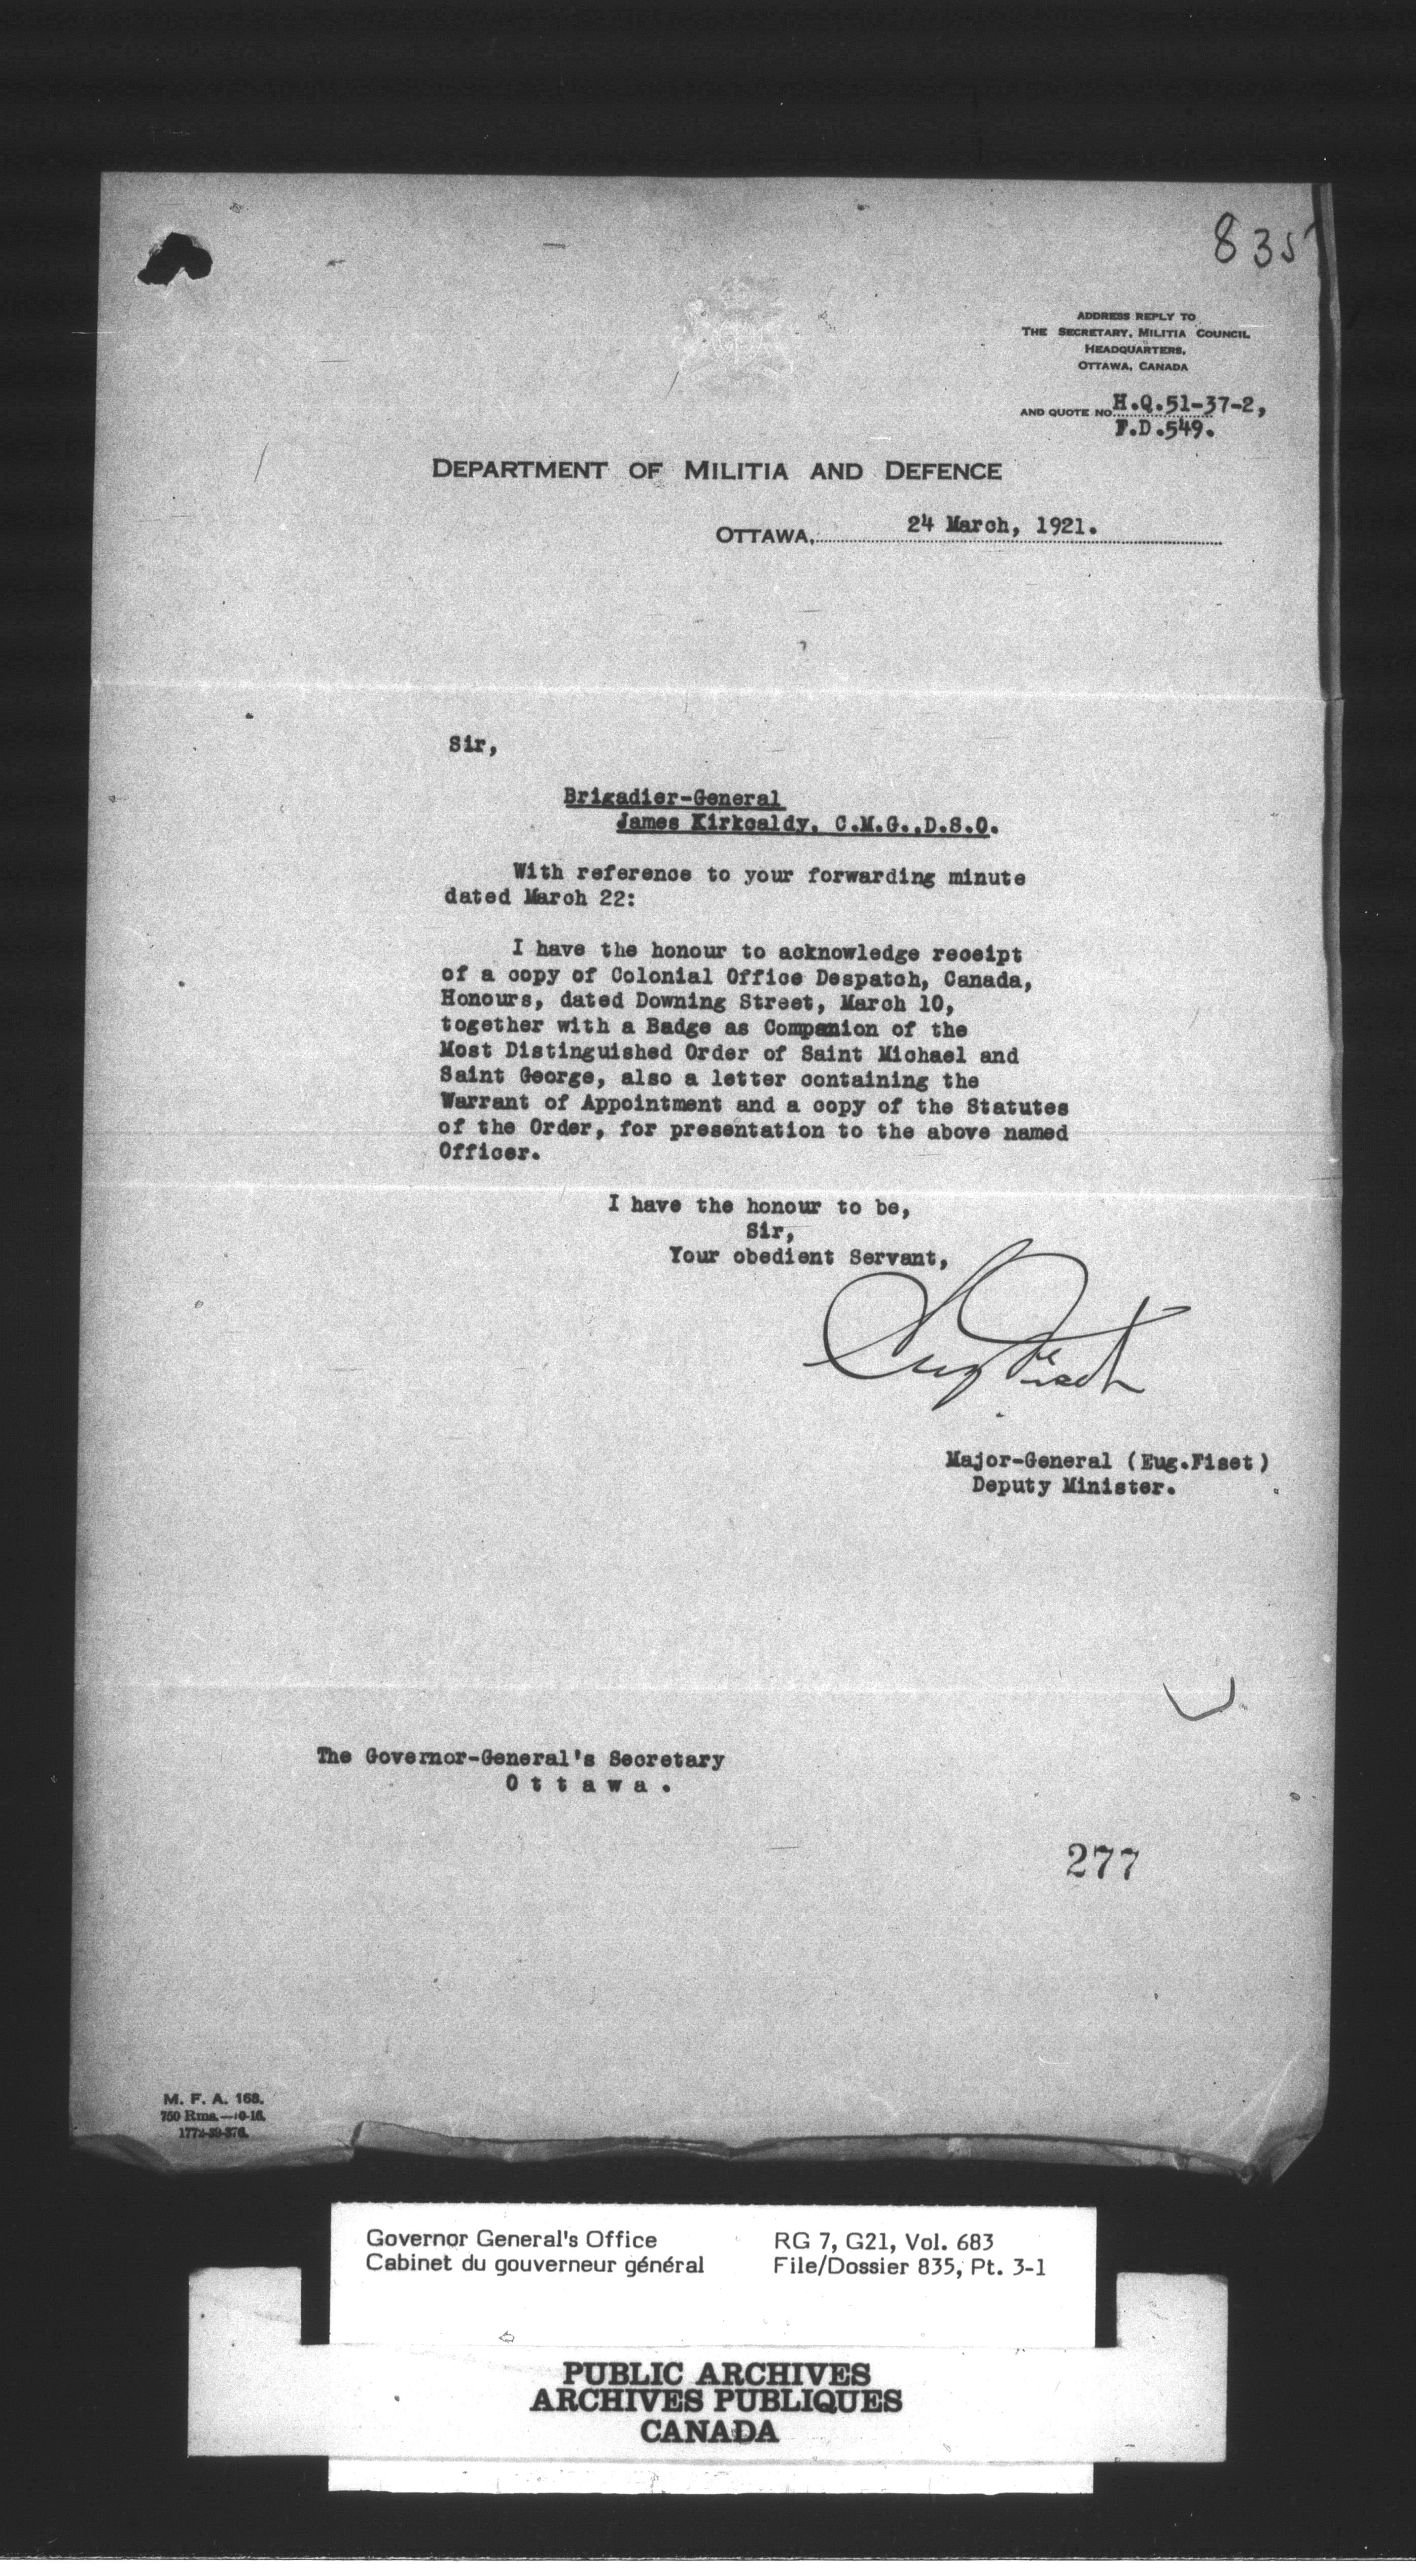 835
ADDRESS REPLY TO
THE SECRETARY, MILITIA COUNCIL
HEADQUARTERS,
OTTAWA, CANADA
AND QUOTE NO. H.Q.51-37-2,
F.D.549.
DEPARTMENT OF MILITIA AND DEFENCE
OTTAWA, 24 March, 1921.
Sir,
Brigadier-General
James Kirkcaldy, C.M.G.,D.S.O.
With reference to your forwarding minute
dated March 22:
I have the honour to acknowledge receipt
of a copy of Colonial Office Despatch, Canada,
Honours, dated Downing Street, March 10,
together with a Badge as Companion of the
Most Distinguished Order of Saint Michael and
Saint George, also a letter containing the
Warrant of Appointment and a copy of the Statutes
of the Order, for presentation to the above named
Officer.
I have the honour to be,
Sir,
Your obedient Servant,
Eug Fiset
Major-General (Eug.Fiset)
Deputy Minister.
The Governor-General's Secretary
Ottawa.
277
M. F. A. 168.
750 Rms.
Governor General's Office RG 7, G21, Vol. 683
Cabinet du gouverneur général File/Dossier 835, Pt. 3-1
PUBLIC ARCHIVES
ARCHIVES PUBLIQUES
CANADA